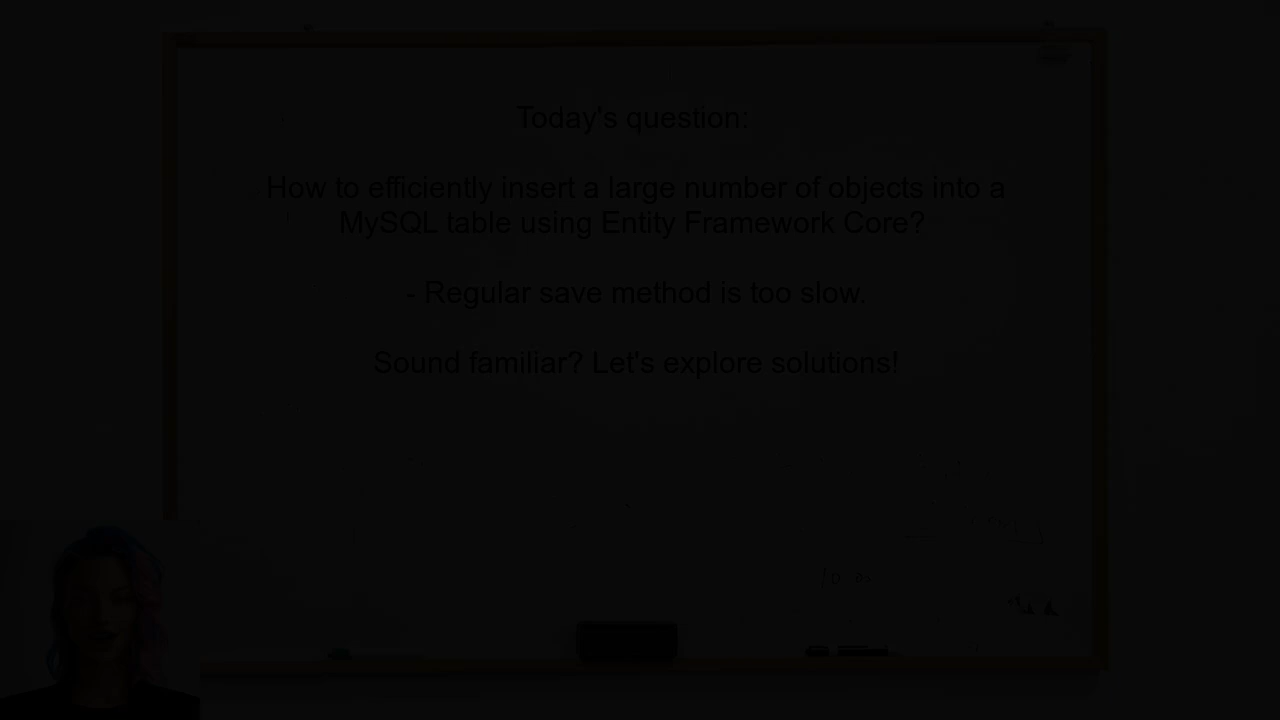 Today's question:
How to efficiently insert a large number of objects into a
MySQL table using Entity Framework Core?
- Regular save method is too slow.
Sound familiar? Let's explore solutions!